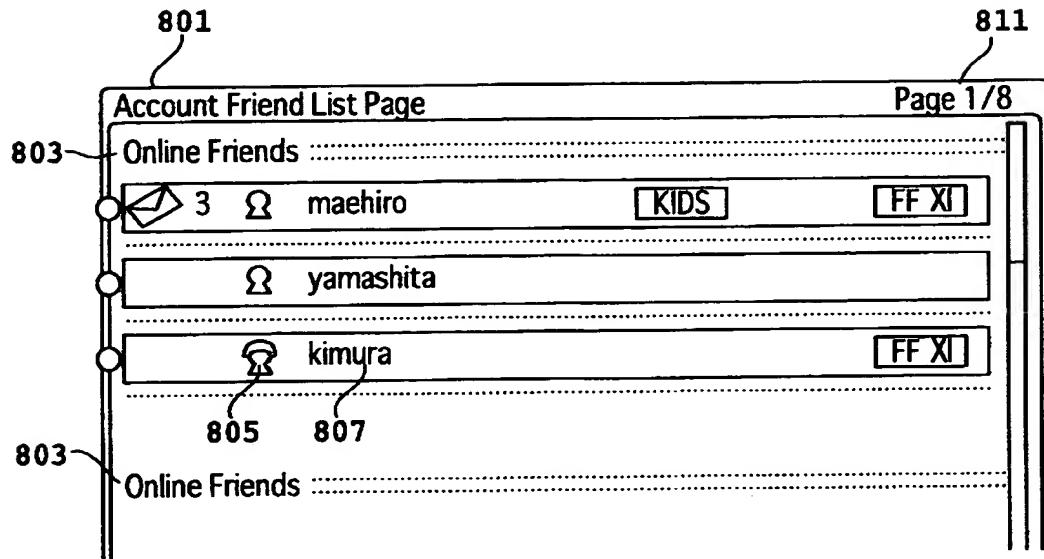 801 811
Account Friend List Page Page 1/8
803 Online Friends
3 maehiro KIDS FF XI
yamashita
kimura FF XI
805 807
803
Online Friends